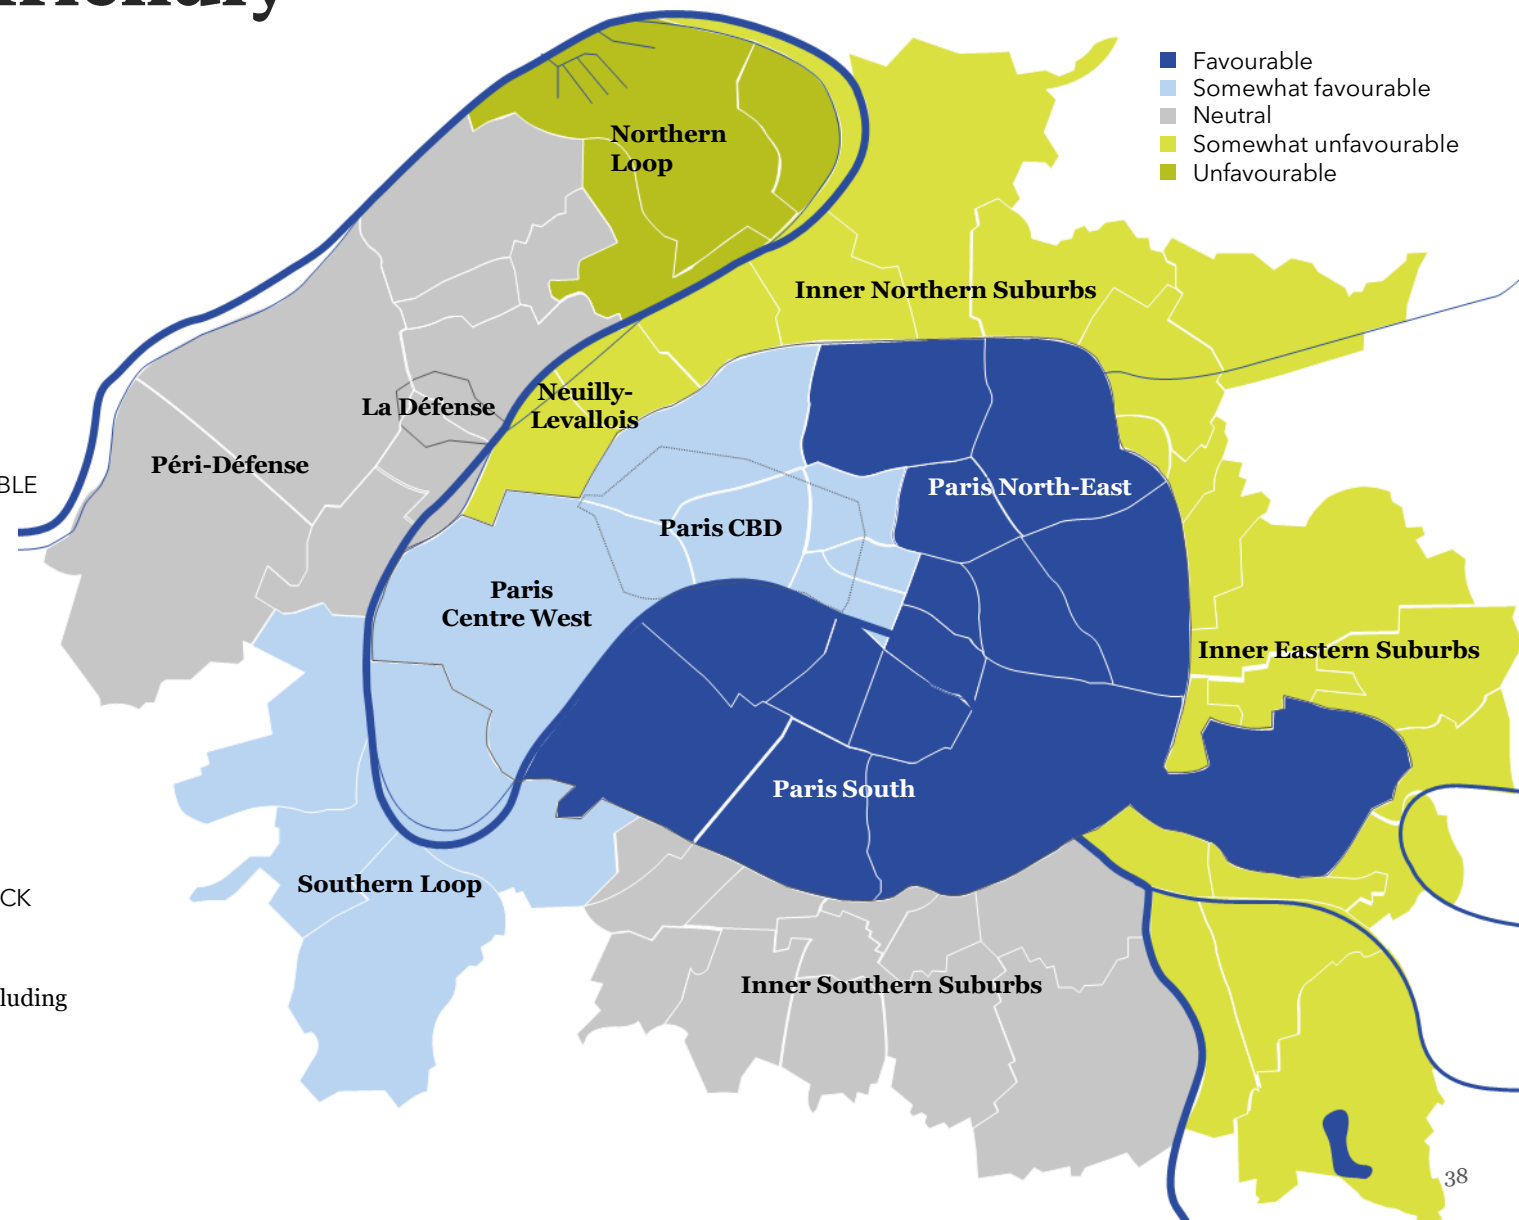 Favourable
Somewhat favourable
Neutral
Somewhat unfavourable
Unfavourable
Northern
Loop
Inner Northern Suburbs
Neuilly-
Levallois
La Défense
Péri-Défense
BLE
Paris North-East
Paris CBD
Paris
Centre West
Inner Eastern Suburbs
Paris South
Southern Loop
CK
Inner Southern Suburbs
luding
38